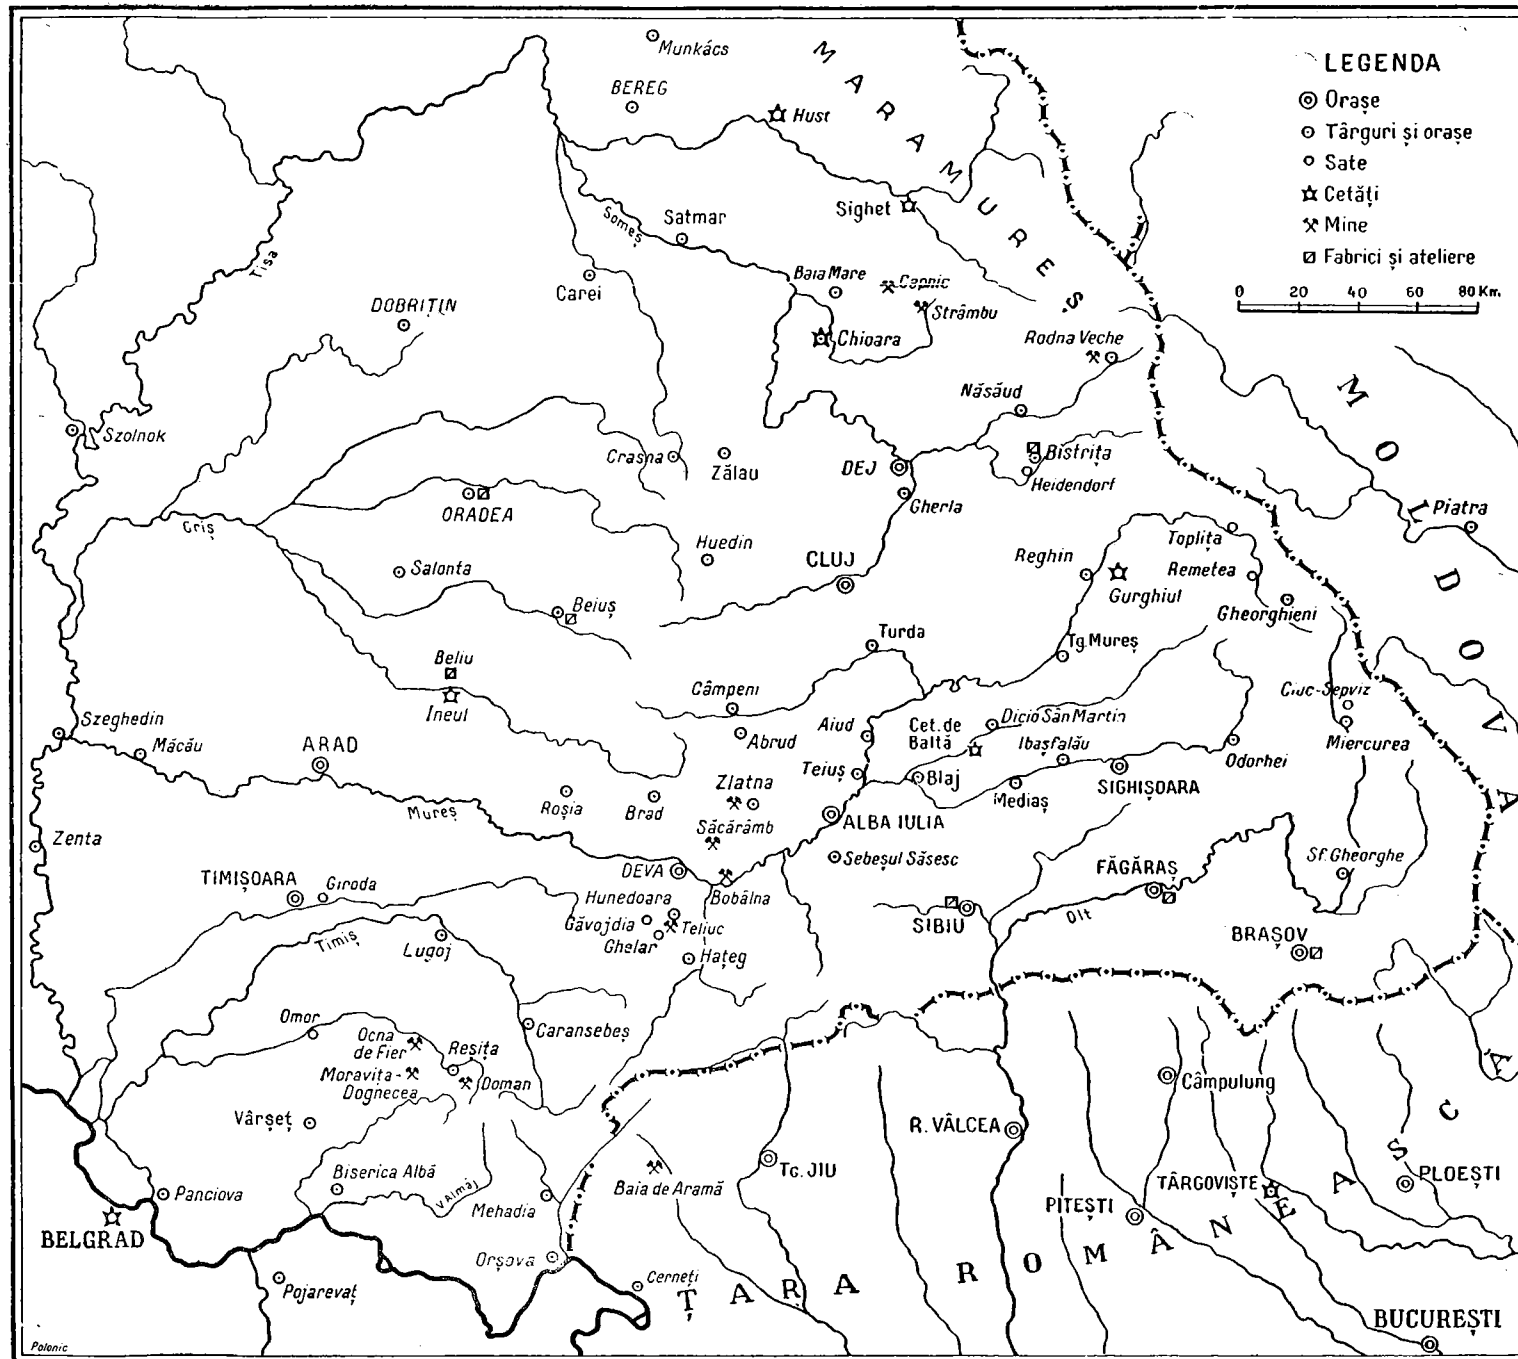 LEGENDA
Orașe
Târguri și orașe
Sate
Cetăți
Mine
Fabrici și ateliere
0 20 40 60 80 Km.
Munkács
BEREG
Hust
MARAMUREȘ
Sighet
Someș
Satmar
Tisa
Carei
Baia Mare
Capnic
Strâmbu
DOBRIȚIN
Chioara
Rodna Veche
Năsăud
MOLDOVA
Szolnok
Crasna
Zălau
DEJ
Bistrița
Heidendorf
Gherla
ORADEA
Piatra
Criș
Huedin
CLUJ
Salonta
Reghin
Toplița
Remetea
Gurghiul
Gheorghieni
Beiuș
Turda
Tg. Mureș
Beliu
Ineul
Câmpeni
Ciuc-Sepviz
Miercurea
Szeghedin
Măcău
ARAD
Abrud
Aiud
Cet. de
Baltă
Dicio Sân Martin
Ibașfalău
Odorhei
Teiuș
Blaj
Mediaș
SIGHIȘOARA
Zlatna
Roșia
Brad
Mureș
Săcărâmb
ALBA IULIA
Zenta
Sebeșul Săsesc
Sf. Gheorghe
TIMIȘOARA
Giroda
DEVA
Bobâlna
FĂGĂRAȘ
Hunedoara
Găvojdia
Teliuc
Ghelar
SIBIU
Olt
BRAȘOV
Timiș
Lugoj
Hațeg
Omor
Ocna
de Fier
Caransebeș
Reșița
Moravița-
Dognecea
Doman
Câmpulung
Vârșeț
R. VÂLCEA
Biserica Albă
V. Almăj
Mehadia
Baia de Aramă
TG. JIU
TÂRGOVIȘTE
PLOEȘTI
Panciova
PITEȘTI
BELGRAD
Orșova
Cerneți
Pojarevaț
ȚARA ROMÂNEASCĂ
BUCUREȘTI
Polonic